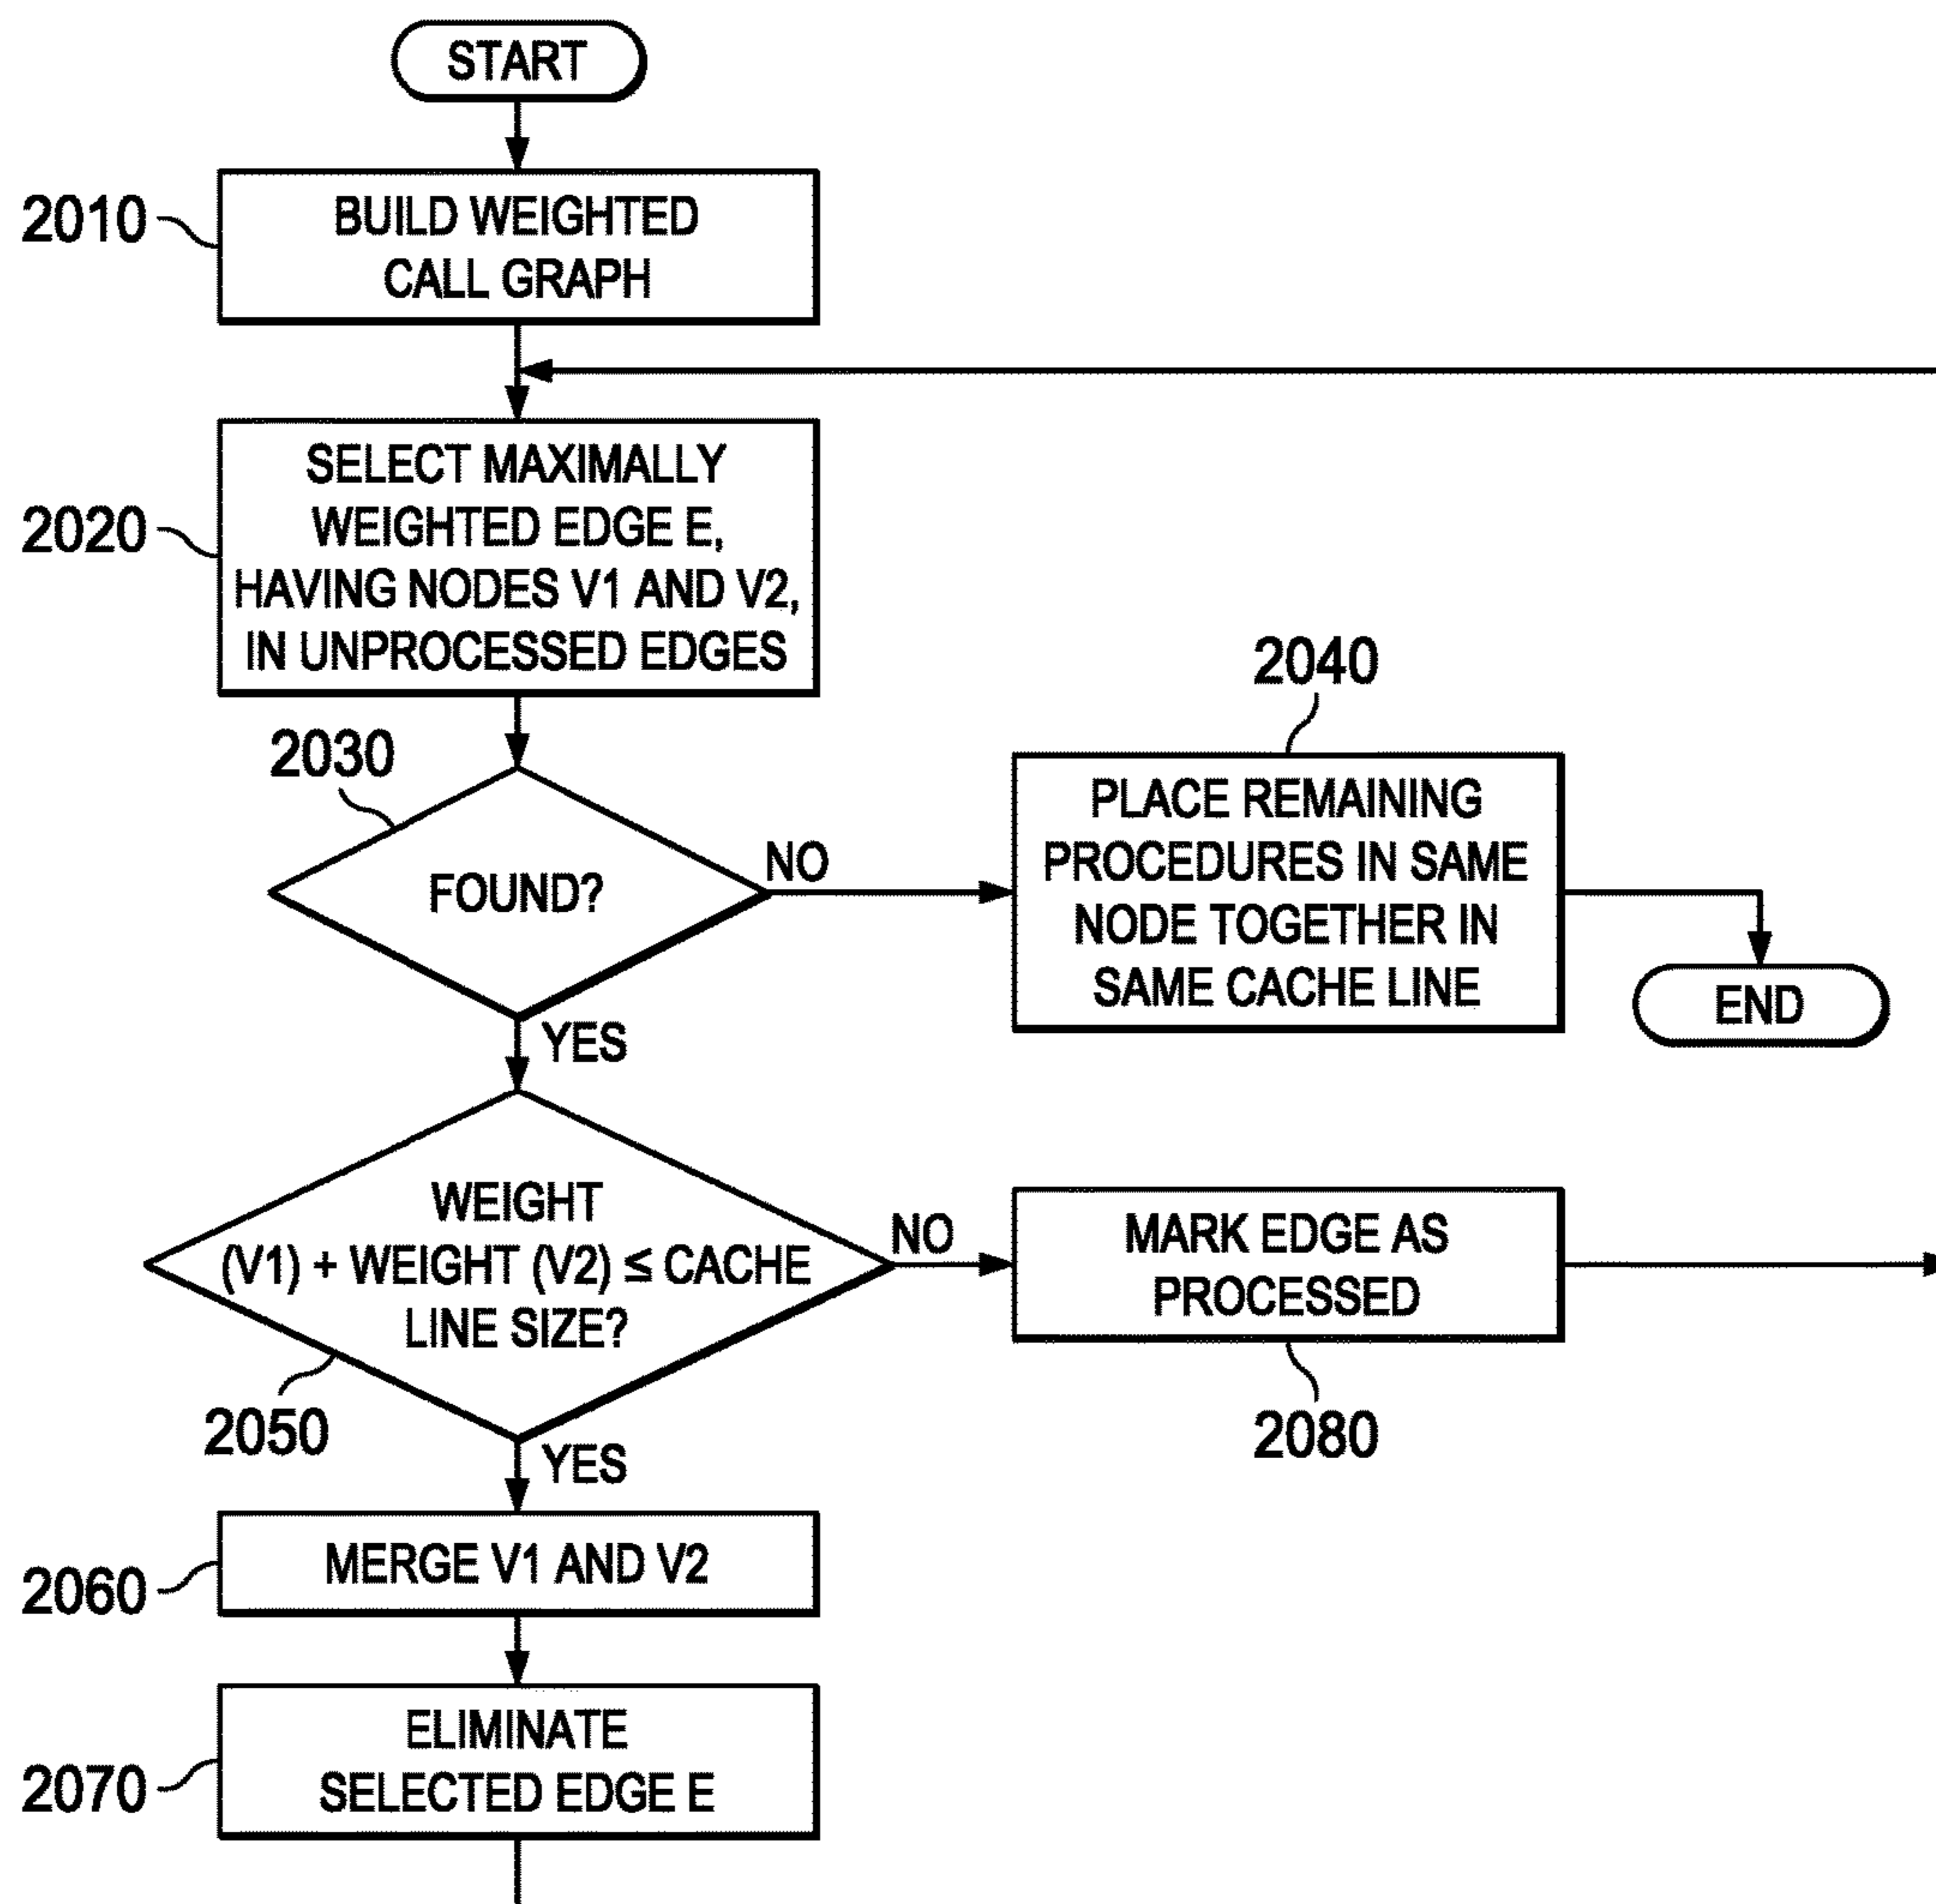 START
2010
BUILD WEIGHTED
CALL GRAPH
2020
SELECT MAXIMALLY
WEIGHTED EDGE E,
HAVING NODES V1 AND V2,
IN UNPROCESSED EDGES
2030
FOUND?
NO
YES
2040
PLACE REMAINING
PROCEDURES IN SAME
NODE TOGETHER IN
SAME CACHE LINE
END
WEIGHT
(V1) + WEIGHT (V2) ≤ CACHE
LINE SIZE?
2050
NO
YES
MARK EDGE AS
PROCESSED
2080
2060
MERGE V1 AND V2
2070
ELIMINATE
SELECTED EDGE E